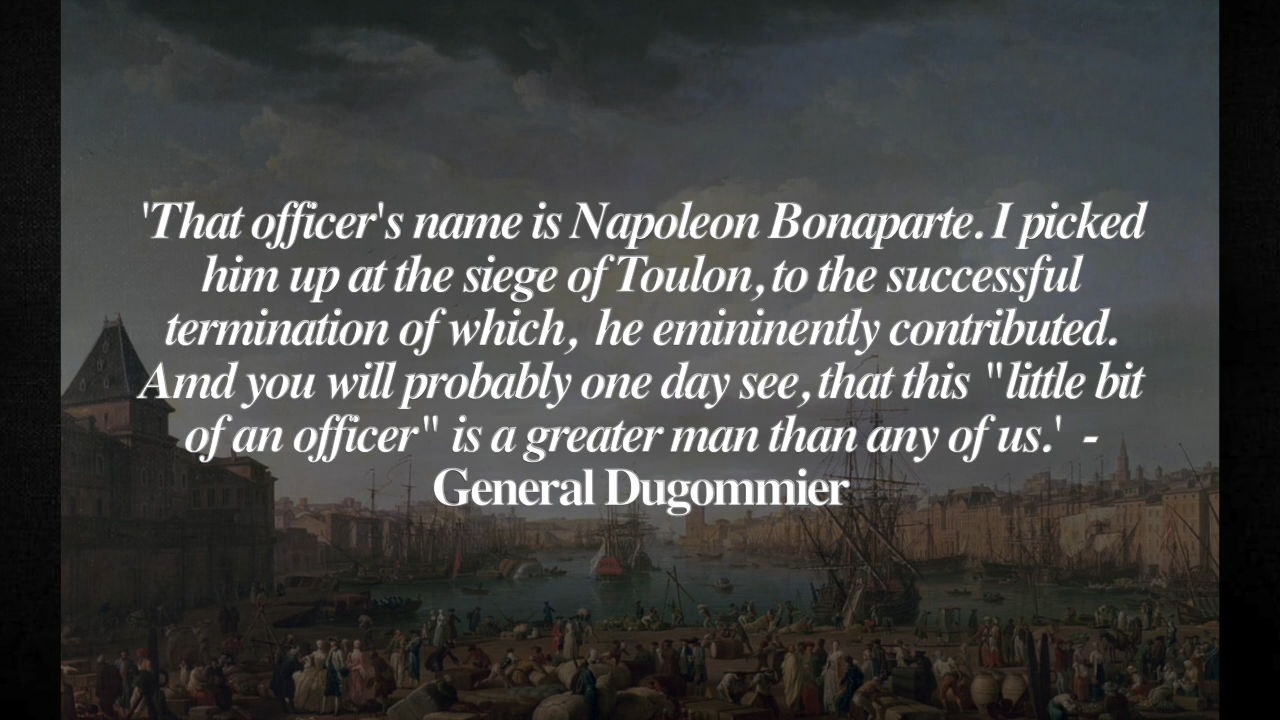 'That officer's name is Napoleon Bonaparte. I picked
him up at the siege of Toulon, to the successful
termination of which, he emininently contributed.
Amd you will probably one day see, that this "little bit
of an officer" is a greater man than any of us.' -
General Dugommier